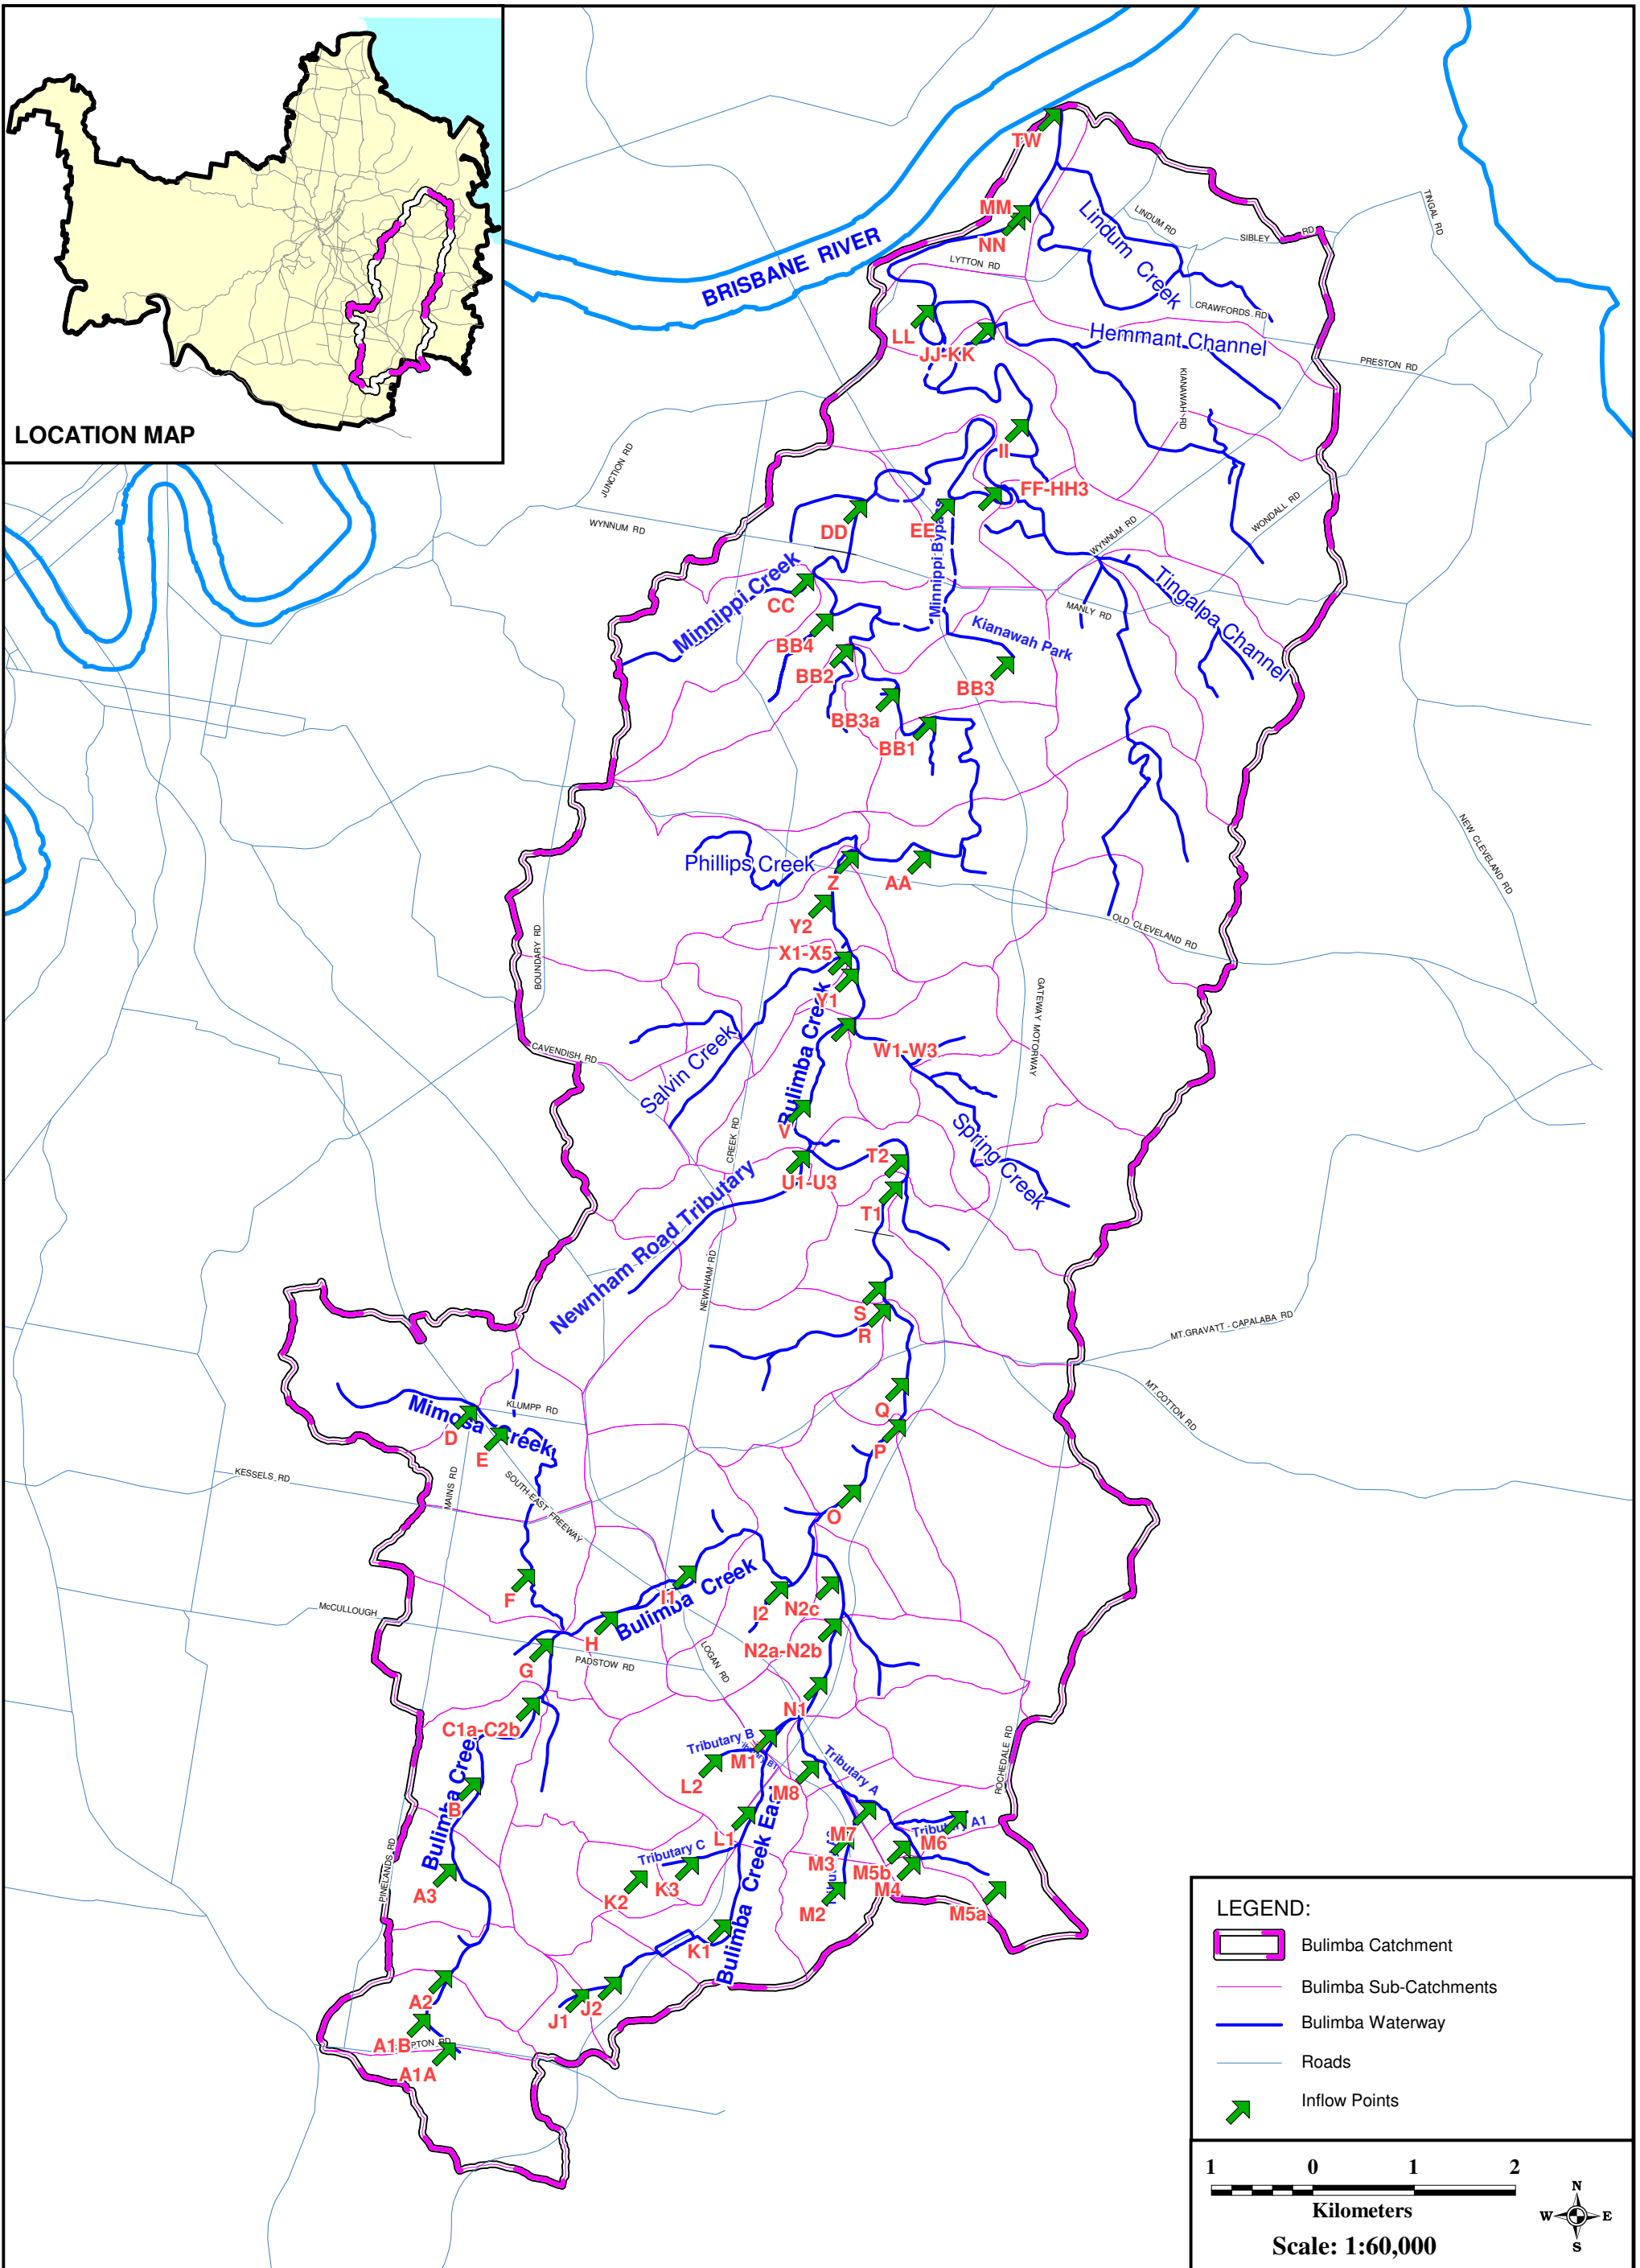 LOCATION MAP
BRISBANE RIVER
TW
MM
NN
Lindum Creek
LINDUM RD
SIBLEY RD
TINGAL RD
LYTTON RD
CRAWFORDS RD
LL
JJ-KK
Hemmant Channel
PRESTON RD
KIANAWAH RD
II
JUNCTION RD
WYNNUM RD
FF-HH3
DD
EE
Minnippi Bypass
WYNNUM RD
WONDALL RD
Minnippi Creek
CC
MANLY RD
Tingalpa Channel
BB4
Kianawah Park
BB2
BB3
BB3a
BB1
Phillips Creek
Z
AA
NEW CLEVELAND RD
Y2
OLD CLEVELAND RD
BOUNDARY RD
X1-X5
Y1
GATEWAY MOTORWAY
CAVENDISH RD
Salvin Creek
Bulimba Creek
W1-W3
V
CREEK RD
Spring Creek
T2
U1-U3
T1
Newnham Road Tributary
NEWNHAM RD
S
R
MT.GRAVATT - CAPALABA RD
MT.COTTON RD
Mimosa Creek
KLUMPP RD
D
E
Q
P
KESSELS RD
MAINS RD
SOUTH-EAST FREEWAY
O
F
I1
I2
N2c
McCULLOUGH
H
Bulimba Creek
N2a-N2b
G
PADSTOW RD
LOGAN RD
N1
C1a-C2b
Tributary B
M1
L2
Tributary A
M8
ROCHEDALE RD
B
Bulimba Creek
L1
M7
Tributary A1
M6
Tributary C
M3
M5b
M4
PINELANDS RD
A3
K2
K3
M2
M5a
K1
Bulimba Creek East
A2
J1
J2
A1B
PTON RD
A1A
LEGEND:
Bulimba Catchment
Bulimba Sub-Catchments
Bulimba Waterway
Roads
Inflow Points
1 0 1 2
Kilometers
Scale: 1:60,000
N
W E
S